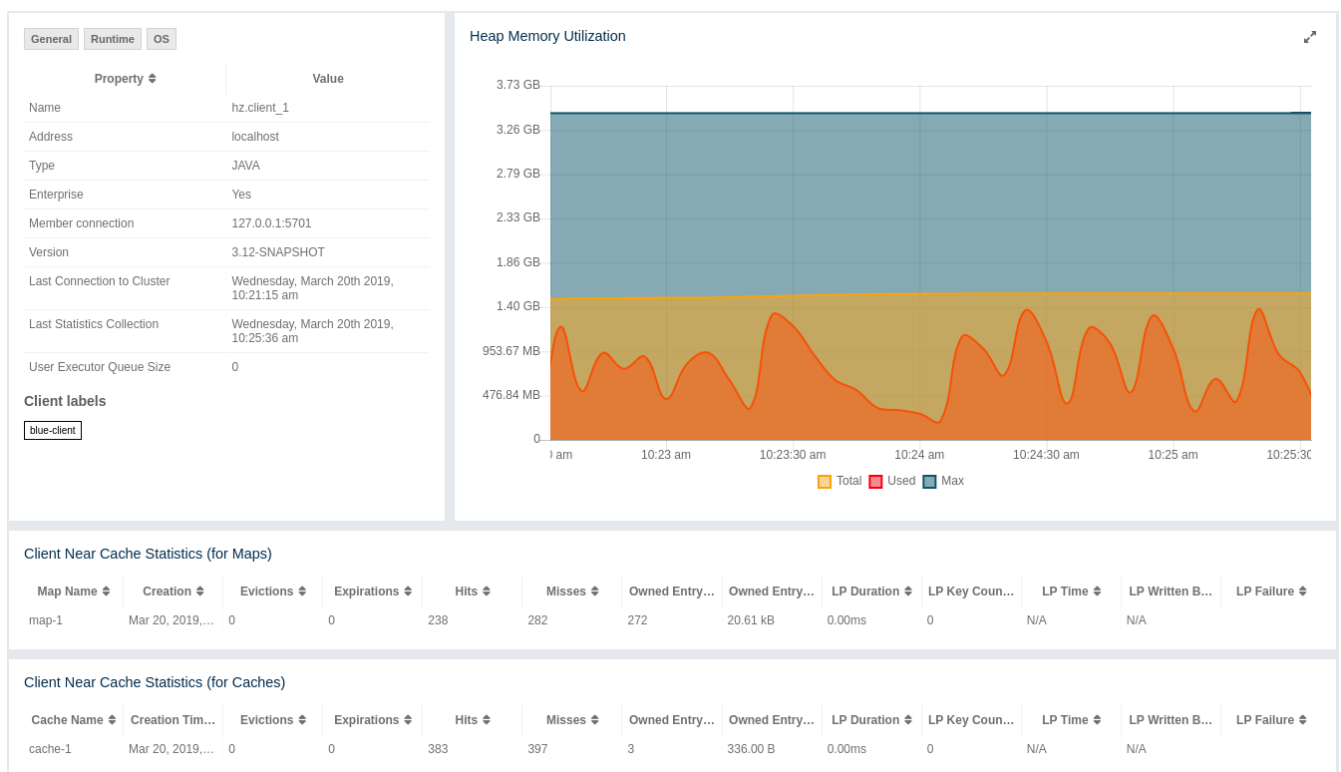 General Runtime OS
Property Value
Name hz.client_1
Address localhost
Type JAVA
Enterprise Yes
Member connection 127.0.0.1:5701
Version 3.12-SNAPSHOT
Last Connection to Cluster Wednesday, March 20th 2019,
10:21:15 am
Last Statistics Collection Wednesday, March 20th 2019,
10:25:36 am
User Executor Queue Size 0
Client labels
blue-client
Heap Memory Utilization
3.73 GB
3.26 GB
2.79 GB
2.33 GB
1.86 GB
1.40 GB
953.67 MB
476.84 MB
0
am 10:23 am 10:23:30 am 10:24 am 10:24:30 am 10:25 am 10:25:30
Total Used Max
Client Near Cache Statistics (for Maps)
Map Name Creation Evictions Expirations Hits Misses Owned Entry... Owned Entry... LP Duration LP Key Coun... LP Time LP Written B... LP Failure
map-1 Mar 20, 2019,... 0 0 238 282 272 20.61 kB 0.00ms 0 N/A N/A
Client Near Cache Statistics (for Caches)
Cache Name Creation Tim... Evictions Expirations Hits Misses Owned Entry... Owned Entry... LP Duration LP Key Coun... LP Time LP Written B... LP Failure
cache-1 Mar 20, 2019,... 0 0 383 397 3 336.00 B 0.00ms 0 N/A N/A